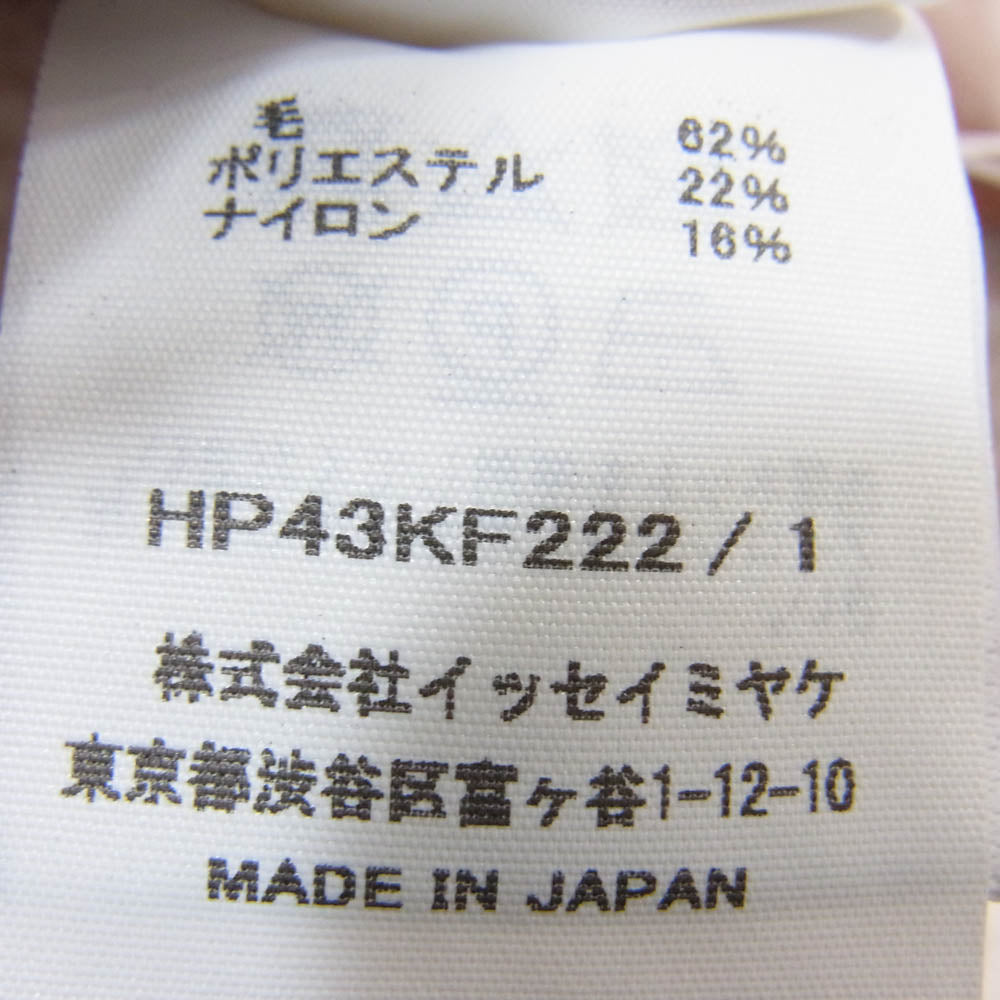 毛 62%
ポリエステル 22%
ナイロン 16%
HP43KF222 / 1
株式会社イッセイミヤケ
東京都渋谷区富ヶ谷1-12-10
MADE IN JAPAN